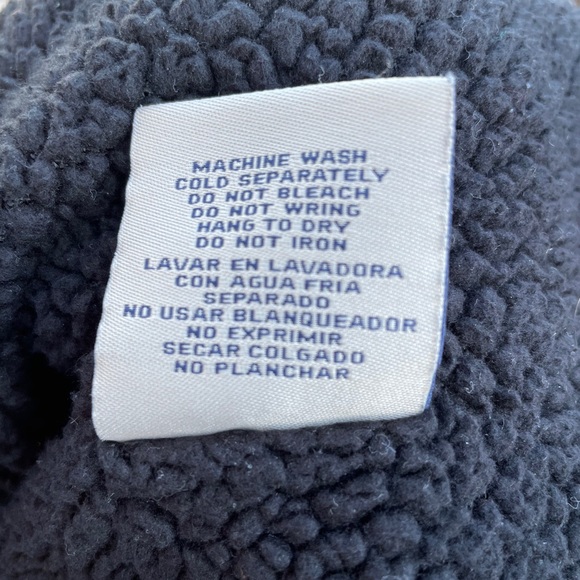 MACHINE WASH
COLD SEPARATELY
DO NOT BLEACH
DO NOT WRING
HANG TO DRY
DO NOT IRON
LAVAR EN LAVADORA
CON AGUA FRIA
SEPARADO
NO USAR BLANQUEADOR
NO EXPRIMIR
SECAR COLGADO
NO PLANCHAR